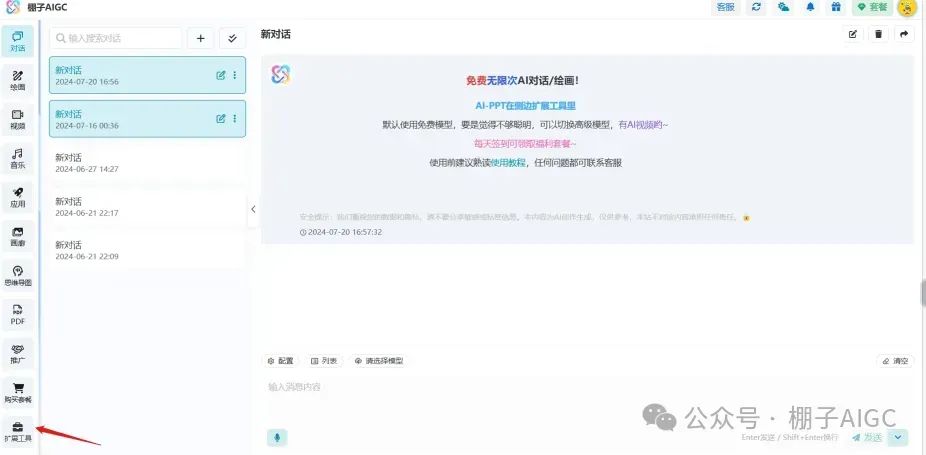 棚子AIGC
客服
套餐
对话
绘画
视频
音乐
应用
画廊
思维导图
PDF
PDF
推广
购买套餐
扩展工具
输入搜索对话
新对话
2024-07-20 16:56
新对话
2024-07-16 00:36
新对话
2024-06-27 14:27
新对话
2024-06-21 22:17
新对话
2024-06-21 22:09
新对话
免费无限次AI对话/绘画!
AI-PPT在侧边扩展工具里
默认使用免费模型，要是觉得不够聪明，可以切换高级模型，有AI视频哟~
每天签到可领取福利套餐~
使用前建议熟读使用教程，任何问题都可联系客服
2024-07-20 16:57:32
配置
列表
请选择模型
清空
输入消息内容
公众号 · 棚子AIGC
Enter发送 / Shift+Enter换行
发送